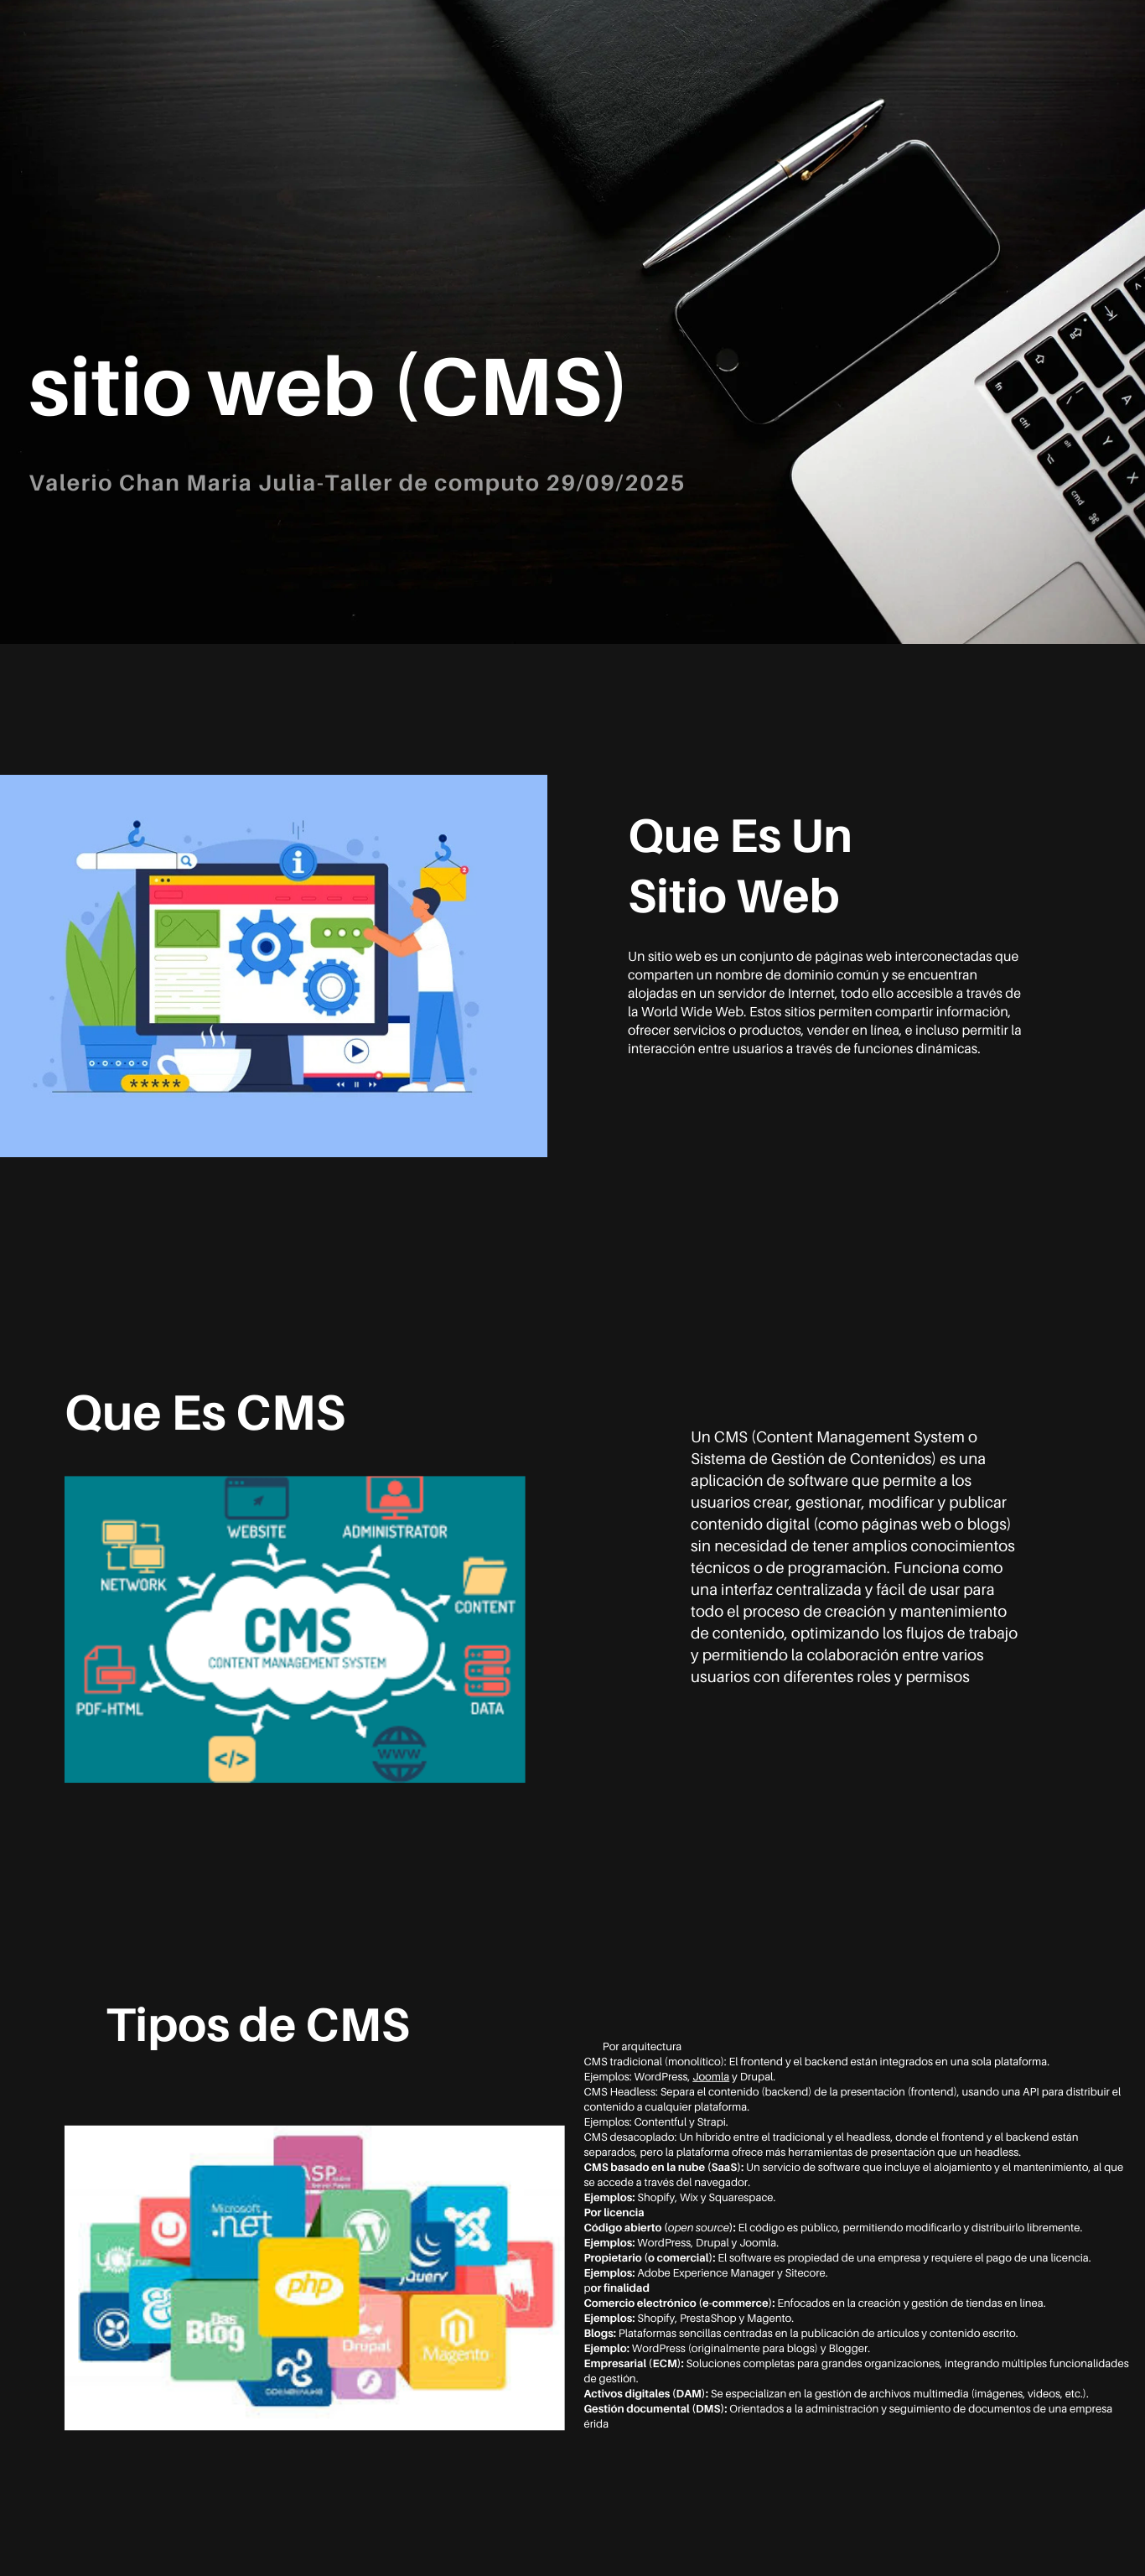 sitio web (CMS)
Valerio Chan Maria Julia-Taller de computo 29/09/2025
fn
ctrl
alt
cmd
⌘
A
Y
X
Que Es Un
Sitio Web
Un sitio web es un conjunto de páginas web interconectadas que
comparten un nombre de dominio común y se encuentran
alojadas en un servidor de Internet, todo ello accesible a través de
la World Wide Web. Estos sitios permiten compartir información,
ofrecer servicios o productos, vender en línea, e incluso permitir la
interacción entre usuarios a través de funciones dinámicas.
i
*****
Que Es CMS
WEBSITE
ADMINISTRATOR
NETWORK
CONTENT
CMS
CONTENT MANAGEMENT SYSTEM
PDF-HTML
DATA
</>
WWW
Un CMS (Content Management System o
Sistema de Gestión de Contenidos) es una
aplicación de software que permite a los
usuarios crear, gestionar, modificar y publicar
contenido digital (como páginas web o blogs)
sin necesidad de tener amplios conocimientos
técnicos o de programación. Funciona como
una interfaz centralizada y fácil de usar para
todo el proceso de creación y mantenimiento
de contenido, optimizando los flujos de trabajo
y permitiendo la colaboración entre varios
usuarios con diferentes roles y permisos
Tipos de CMS
ASP
Microsoft
.net
jQuery
php
Das
Blog
Drupal
Magento
Por arquitectura
CMS tradicional (monolítico): El frontend y el backend están integrados en una sola plataforma.
Ejemplos: WordPress, Joomla y Drupal.
CMS Headless: Separa el contenido (backend) de la presentación (frontend), usando una API para distribuir el
contenido a cualquier plataforma.
Ejemplos: Contentful y Strapi.
CMS desacoplado: Un híbrido entre el tradicional y el headless, donde el frontend y el backend están
separados, pero la plataforma ofrece más herramientas de presentación que un headless.
CMS basado en la nube (SaaS): Un servicio de software que incluye el alojamiento y el mantenimiento, al que
se accede a través del navegador.
Ejemplos: Shopify, Wix y Squarespace.
Por licencia
Código abierto (open source): El código es público, permitiendo modificarlo y distribuirlo libremente.
Ejemplos: WordPress, Drupal y Joomla.
Propietario (o comercial): El software es propiedad de una empresa y requiere el pago de una licencia.
Ejemplos: Adobe Experience Manager y Sitecore.
por finalidad
Comercio electrónico (e-commerce): Enfocados en la creación y gestión de tiendas en línea.
Ejemplos: Shopify, PrestaShop y Magento.
Blogs: Plataformas sencillas centradas en la publicación de artículos y contenido escrito.
Ejemplo: WordPress (originalmente para blogs) y Blogger.
Empresarial (ECM): Soluciones completas para grandes organizaciones, integrando múltiples funcionalidades
de gestión.
Activos digitales (DAM): Se especializan en la gestión de archivos multimedia (imágenes, videos, etc.).
Gestión documental (DMS): Orientados a la administración y seguimiento de documentos de una empresa
érida